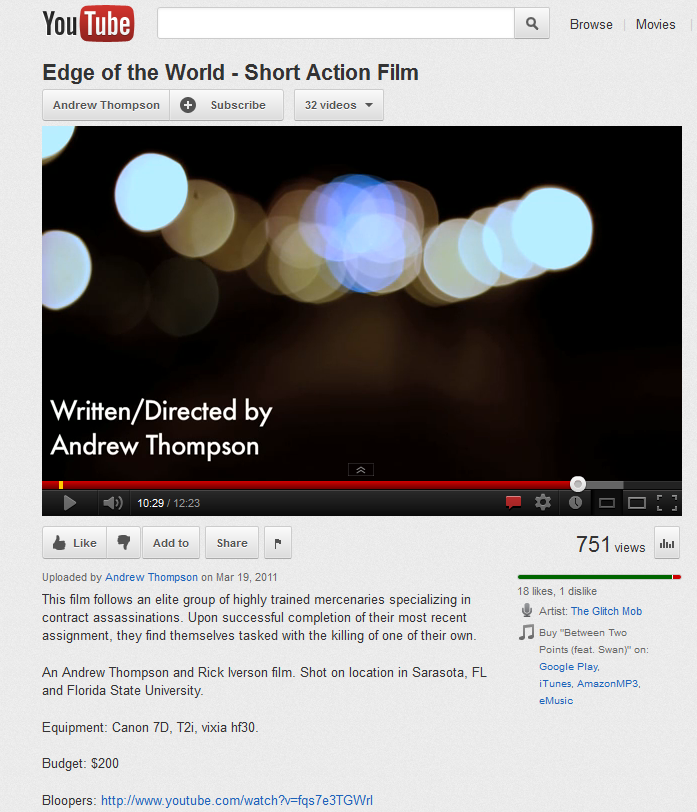 YouTube
Browse
Movies
Edge of the World - Short Action Film
Andrew Thompson
Subscribe
32 videos
Written/Directed by
Andrew Thompson
10:29 / 12:23
Like
Add to
Share
751 views
Uploaded by Andrew Thompson on Mar 19, 2011
18 likes, 1 dislike
This film follows an elite group of highly trained mercenaries specializing in
contract assassinations. Upon successful completion of their most recent
assignment, they find themselves tasked with the killing of one of their own.
Artist: The Glitch Mob
Buy "Between Two
Points (feat. Swan)" on:
Google Play,
iTunes, AmazonMP3,
eMusic
An Andrew Thompson and Rick Iverson film. Shot on location in Sarasota, FL
and Florida State University.
Equipment: Canon 7D, T2i, vixia hf30.
Budget: $200
Bloopers: http://www.youtube.com/watch?v=fqs7e3TGWrI